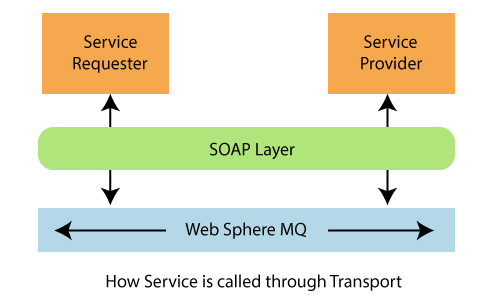 Service
Requester
Service
Provider
SOAP Layer
Web Sphere MQ
How Service is called through Transport